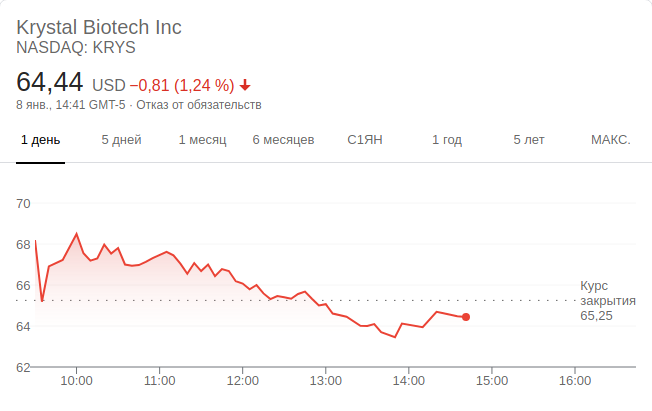 Krystal Biotech Inc
NASDAQ: KRYS
64,44 USD −0,81 (1,24 %)
8 янв., 14:41 GMT-5 · Отказ от обязательств
1 день 5 дней 1 месяц 6 месяцев С1ЯН 1 год 5 лет МАКС.
70
68
66
Курс
закрытия
65,25
64
62
10:00 11:00 12:00 13:00 14:00 15:00 16:00